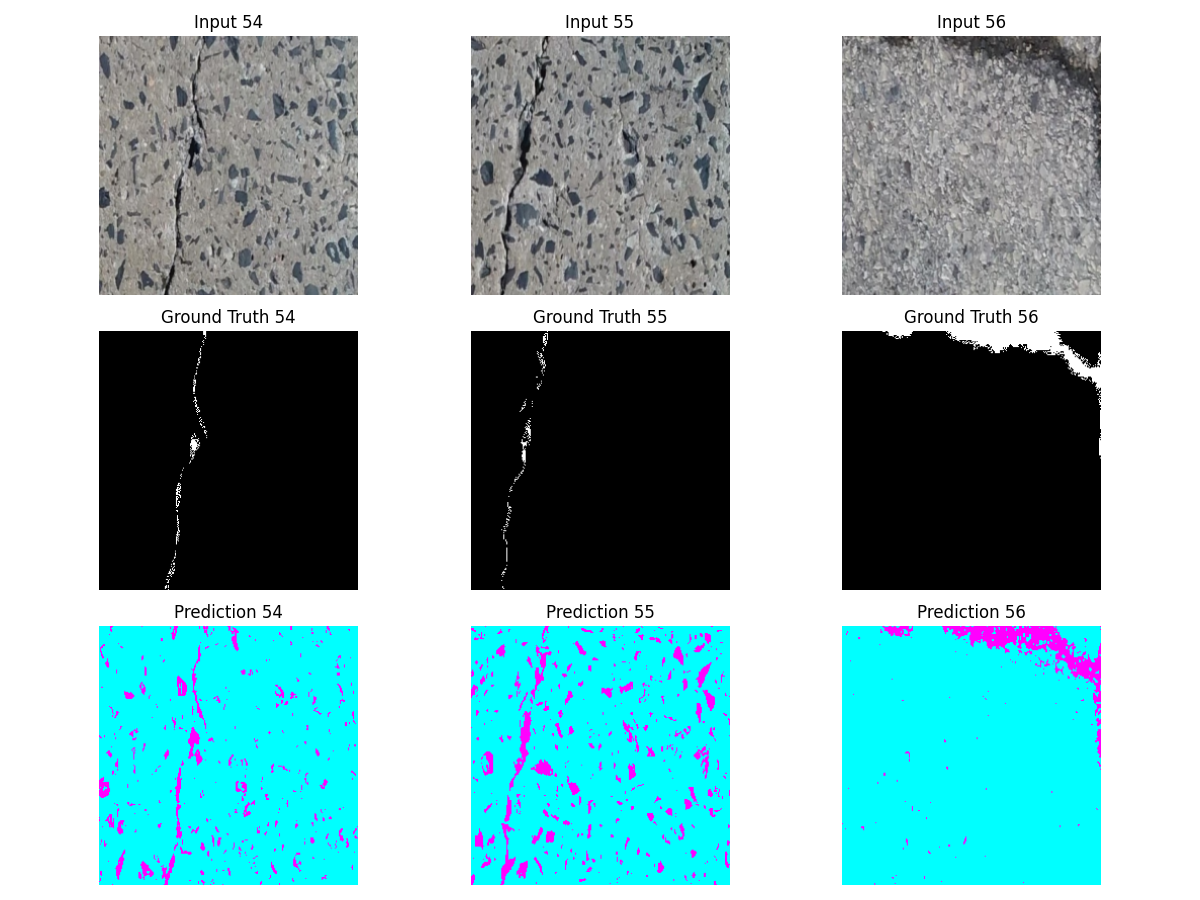 Input 54
Input 55
Input 56
Ground Truth 54
Ground Truth 55
Ground Truth 56
Prediction 54
Prediction 55
Prediction 56